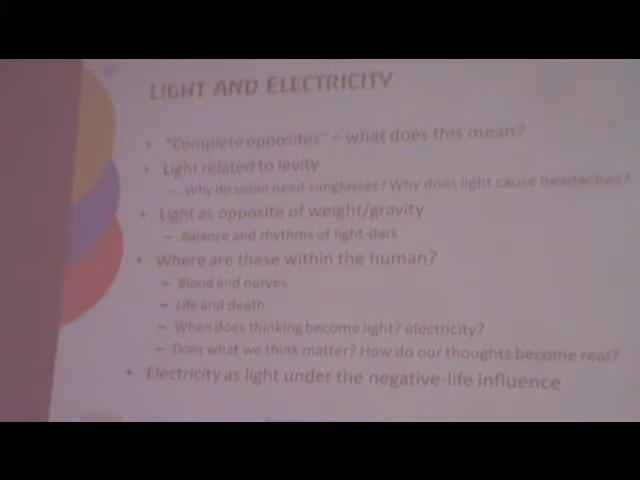 LIGHT AND ELECTRICITY
• "Complete opposites" – what does this mean?
• Light related to levity
– Why do some need sunglasses? Why does light cause headaches?
• Light as opposite of weight/gravity
– Balance and rhythms of light-dark
• Where are these within the human?
– Blood and nerves
– Life and death
– When does thinking become light? electricity?
– Does what we think matter? How do our thoughts become real?
• Electricity as light under the negative-life influence